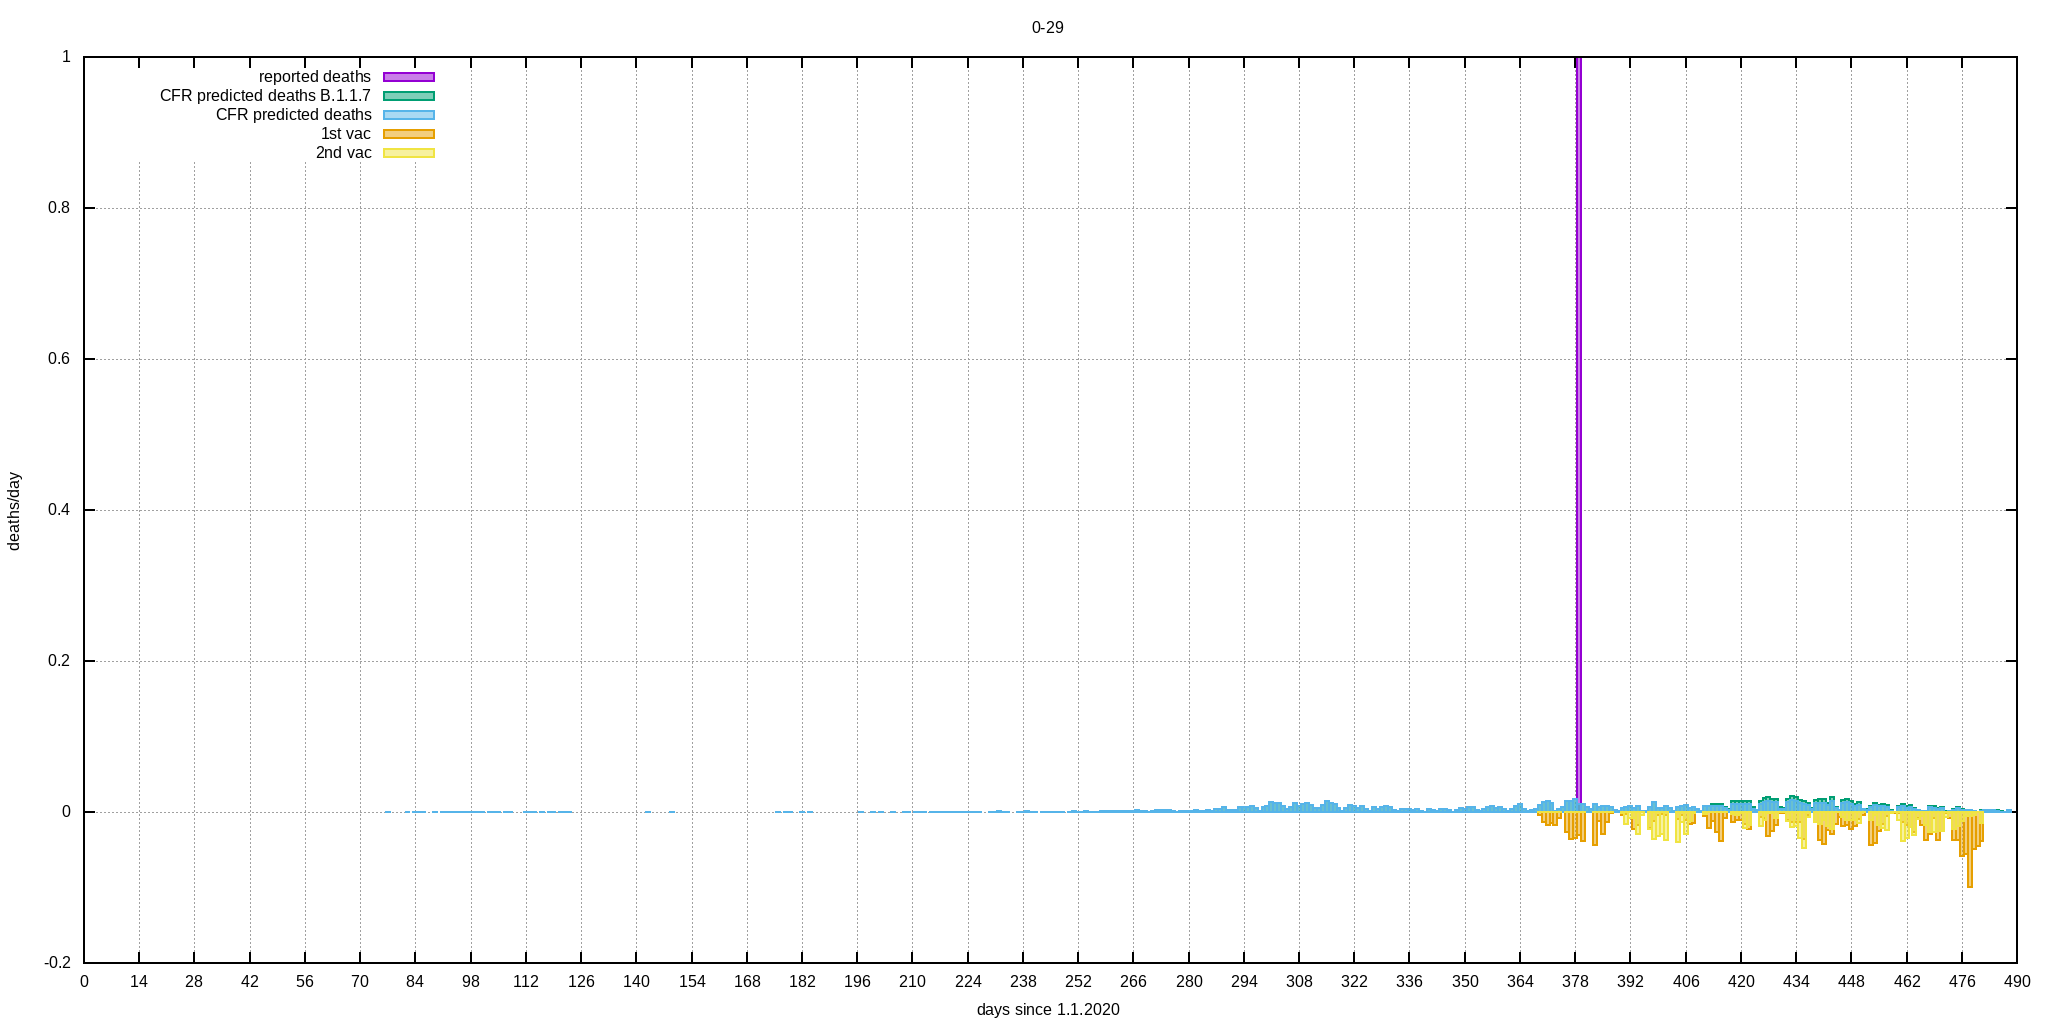 0-29
1
reported deaths
CFR predicted deaths B.1.1.7
CFR predicted deaths
1st vac
2nd vac
0.8
0.6
0.4
0.2
0
-0.2
deaths/day
0 14 28 42 56 70 84 98 112 126 140 154 168 182 196 210 224 238 252 266 280 294 308 322 336 350 364 378 392 406 420 434 448 462 476 490
days since 1.1.2020